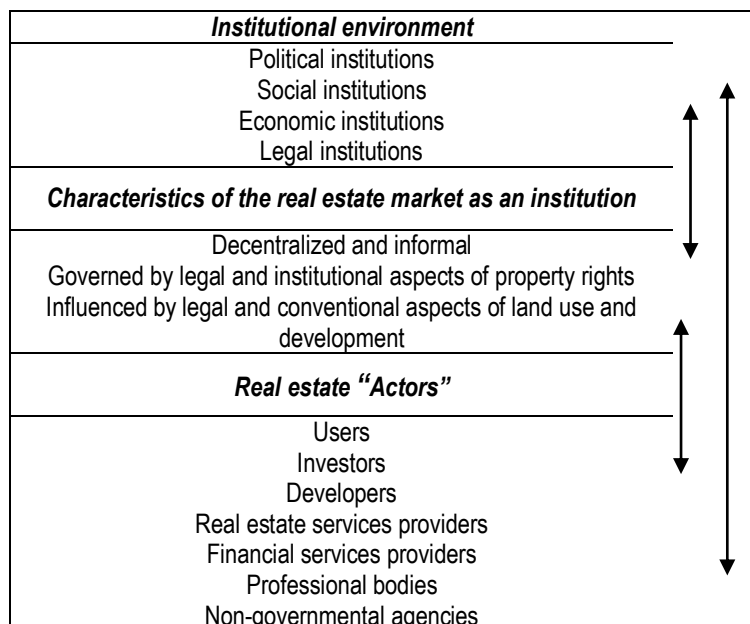 Institutional environment
Political institutions
Social institutions
Economic institutions
Legal institutions
Characteristics of the real estate market as an institution
Decentralized and informal
Governed by legal and institutional aspects of property rights
Influenced by legal and conventional aspects of land use and
development
Real estate “Actors”
Users
Investors
Developers
Real estate services providers
Financial services providers
Professional bodies
Non-governmental agencies